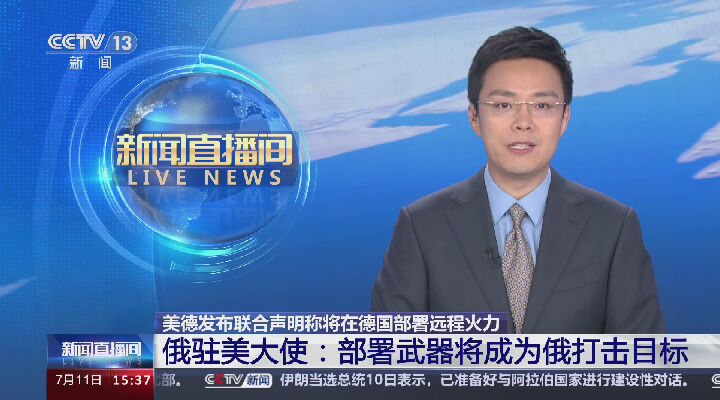 CCTV 13
新闻
新闻直播间
LIVE NEWS
美德发布联合声明称将在德国部署远程火力
新闻直播间
俄驻美大使：部署武器将成为俄打击目标
7月11日 15:37 北部。 CCTV 新闻 伊朗当选总统10日表示，已准备好与阿拉伯国家进行建设性对话。